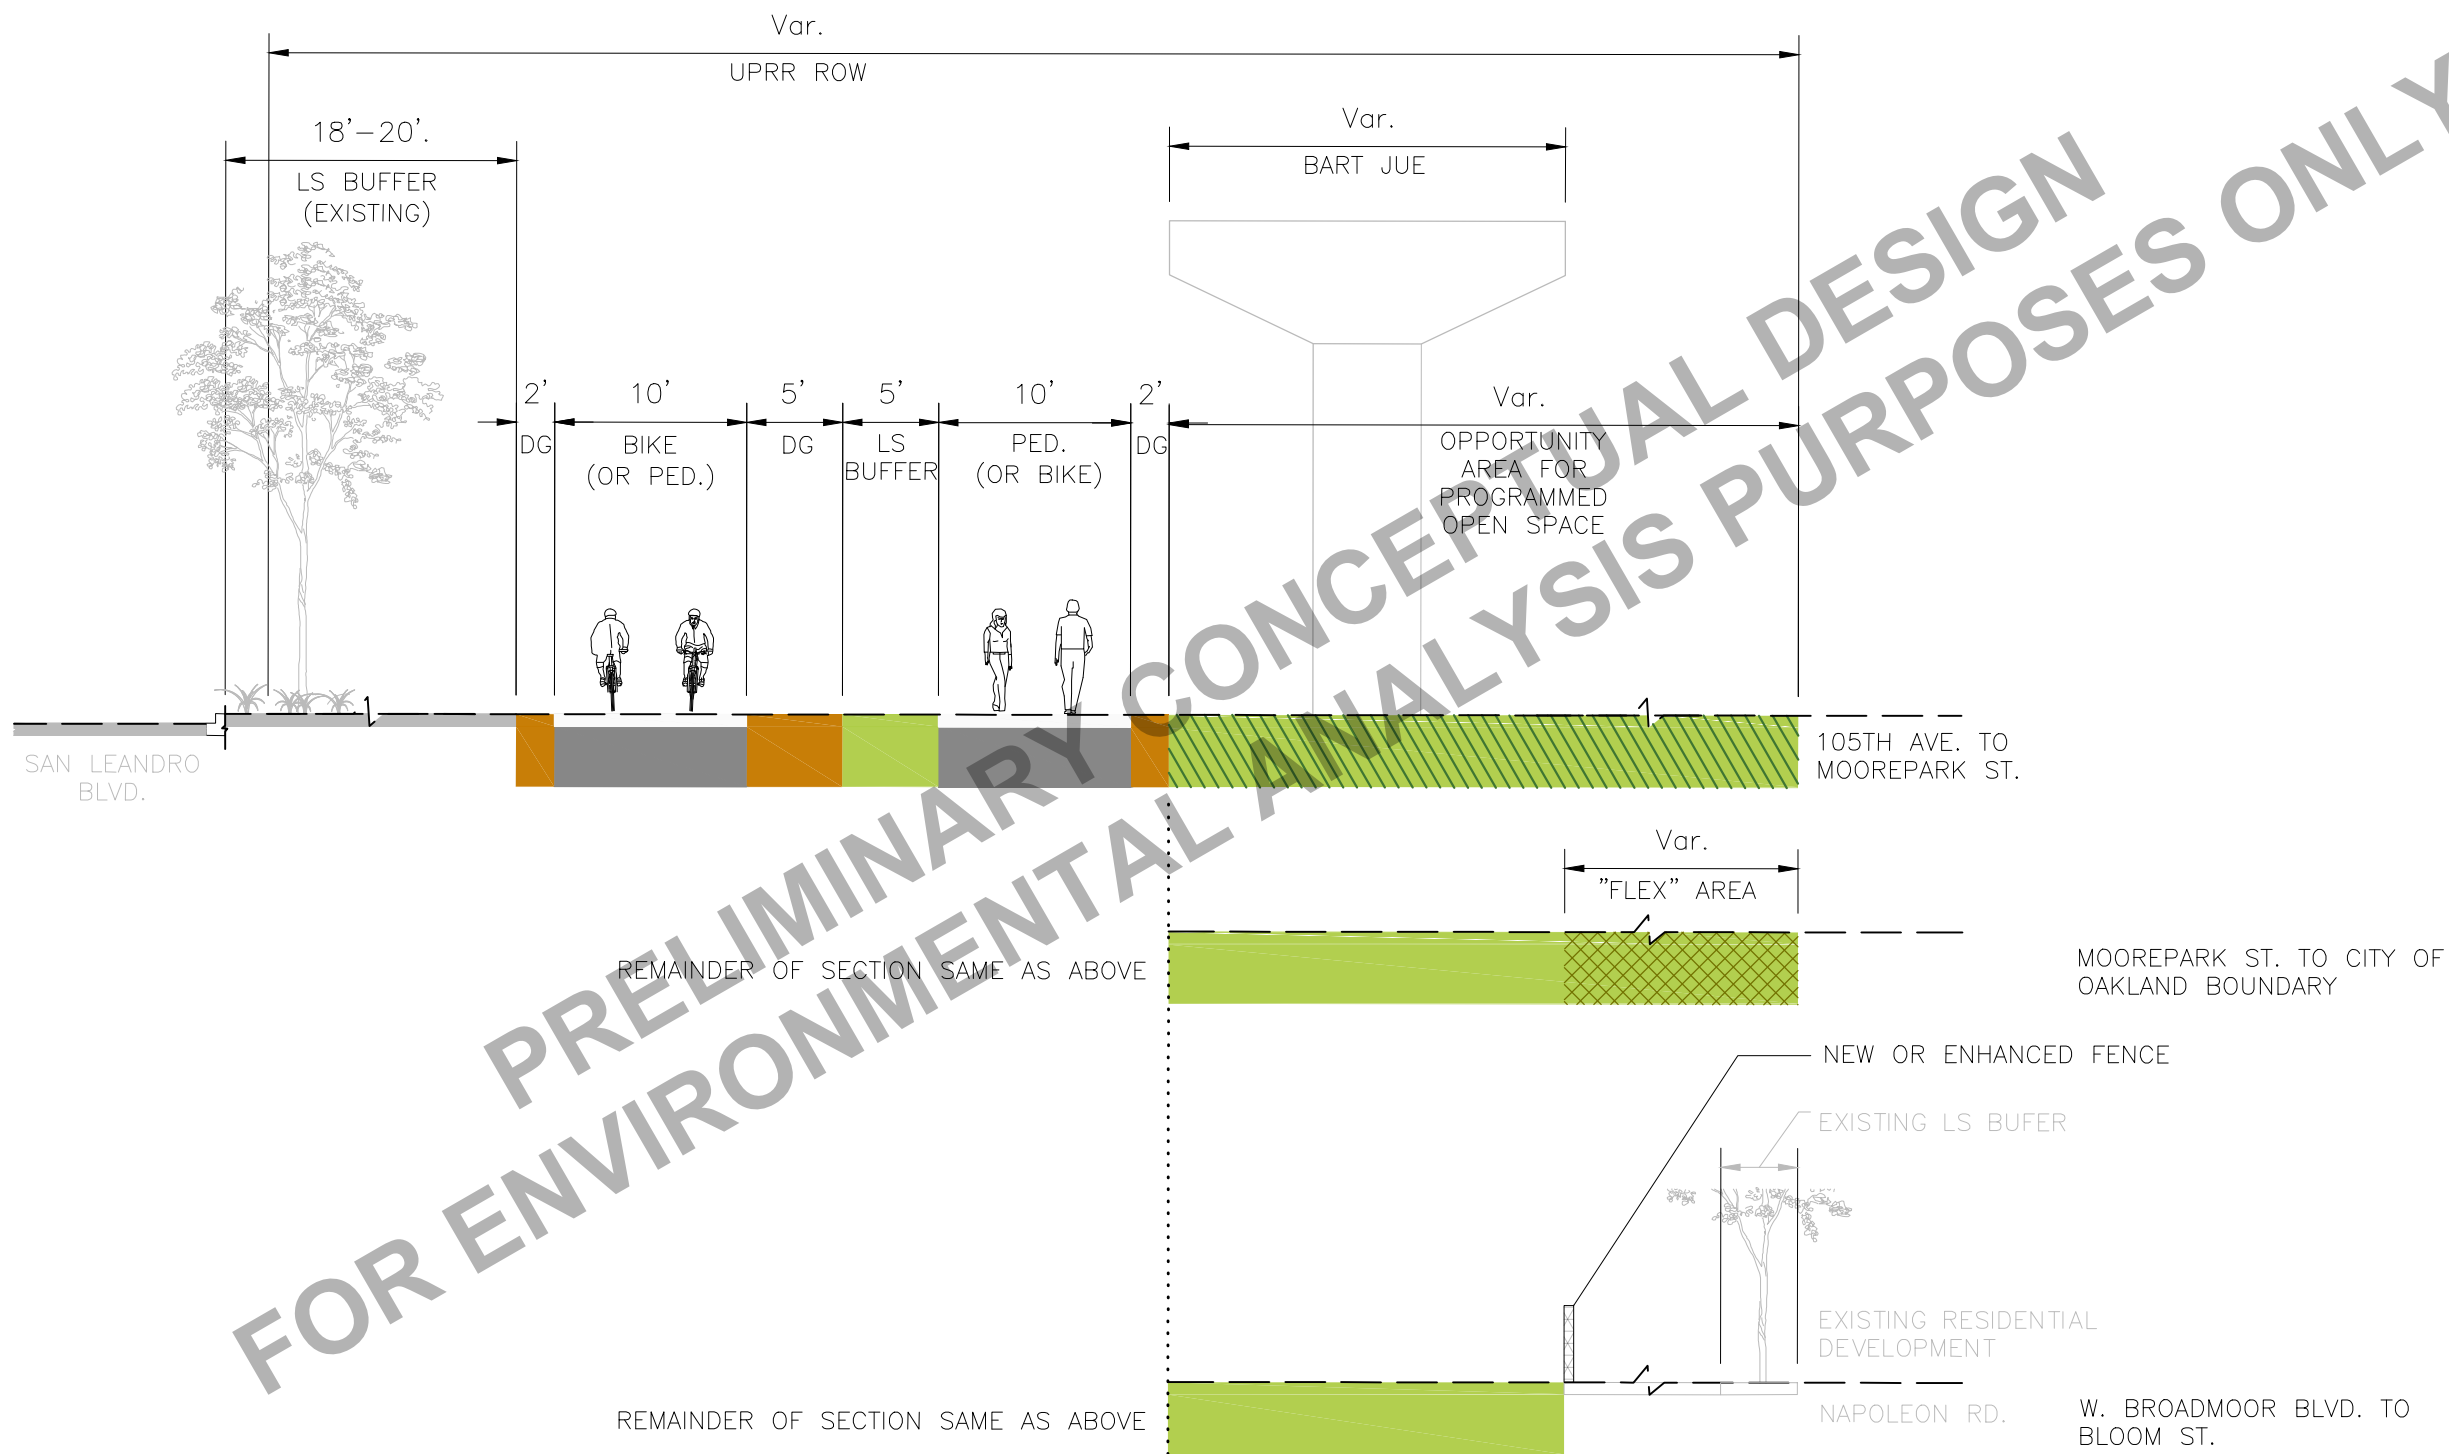 Var.
UPRR ROW
18'-20'.
LS BUFFER
(EXISTING)
Var.
BART JUE
2'
DG
10'
BIKE
(OR PED.)
5'
DG
5'
LS
BUFFER
10'
PED.
(OR BIKE)
2'
DG
Var.
OPPORTUNITY
AREA FOR
PROGRAMMED
OPEN SPACE
SAN LEANDRO
BLVD.
105TH AVE. TO
MOOREPARK ST.
Var.
"FLEX" AREA
REMAINDER OF SECTION SAME AS ABOVE
MOOREPARK ST. TO CITY OF
OAKLAND BOUNDARY
NEW OR ENHANCED FENCE
EXISTING LS BUFER
EXISTING RESIDENTIAL
DEVELOPMENT
REMAINDER OF SECTION SAME AS ABOVE
NAPOLEON RD.
W. BROADMOOR BLVD. TO
BLOOM ST.
PRELIMINARY CONCEPTUAL DESIGN
FOR ENVIRONMENTAL ANALYSIS PURPOSES ONLY